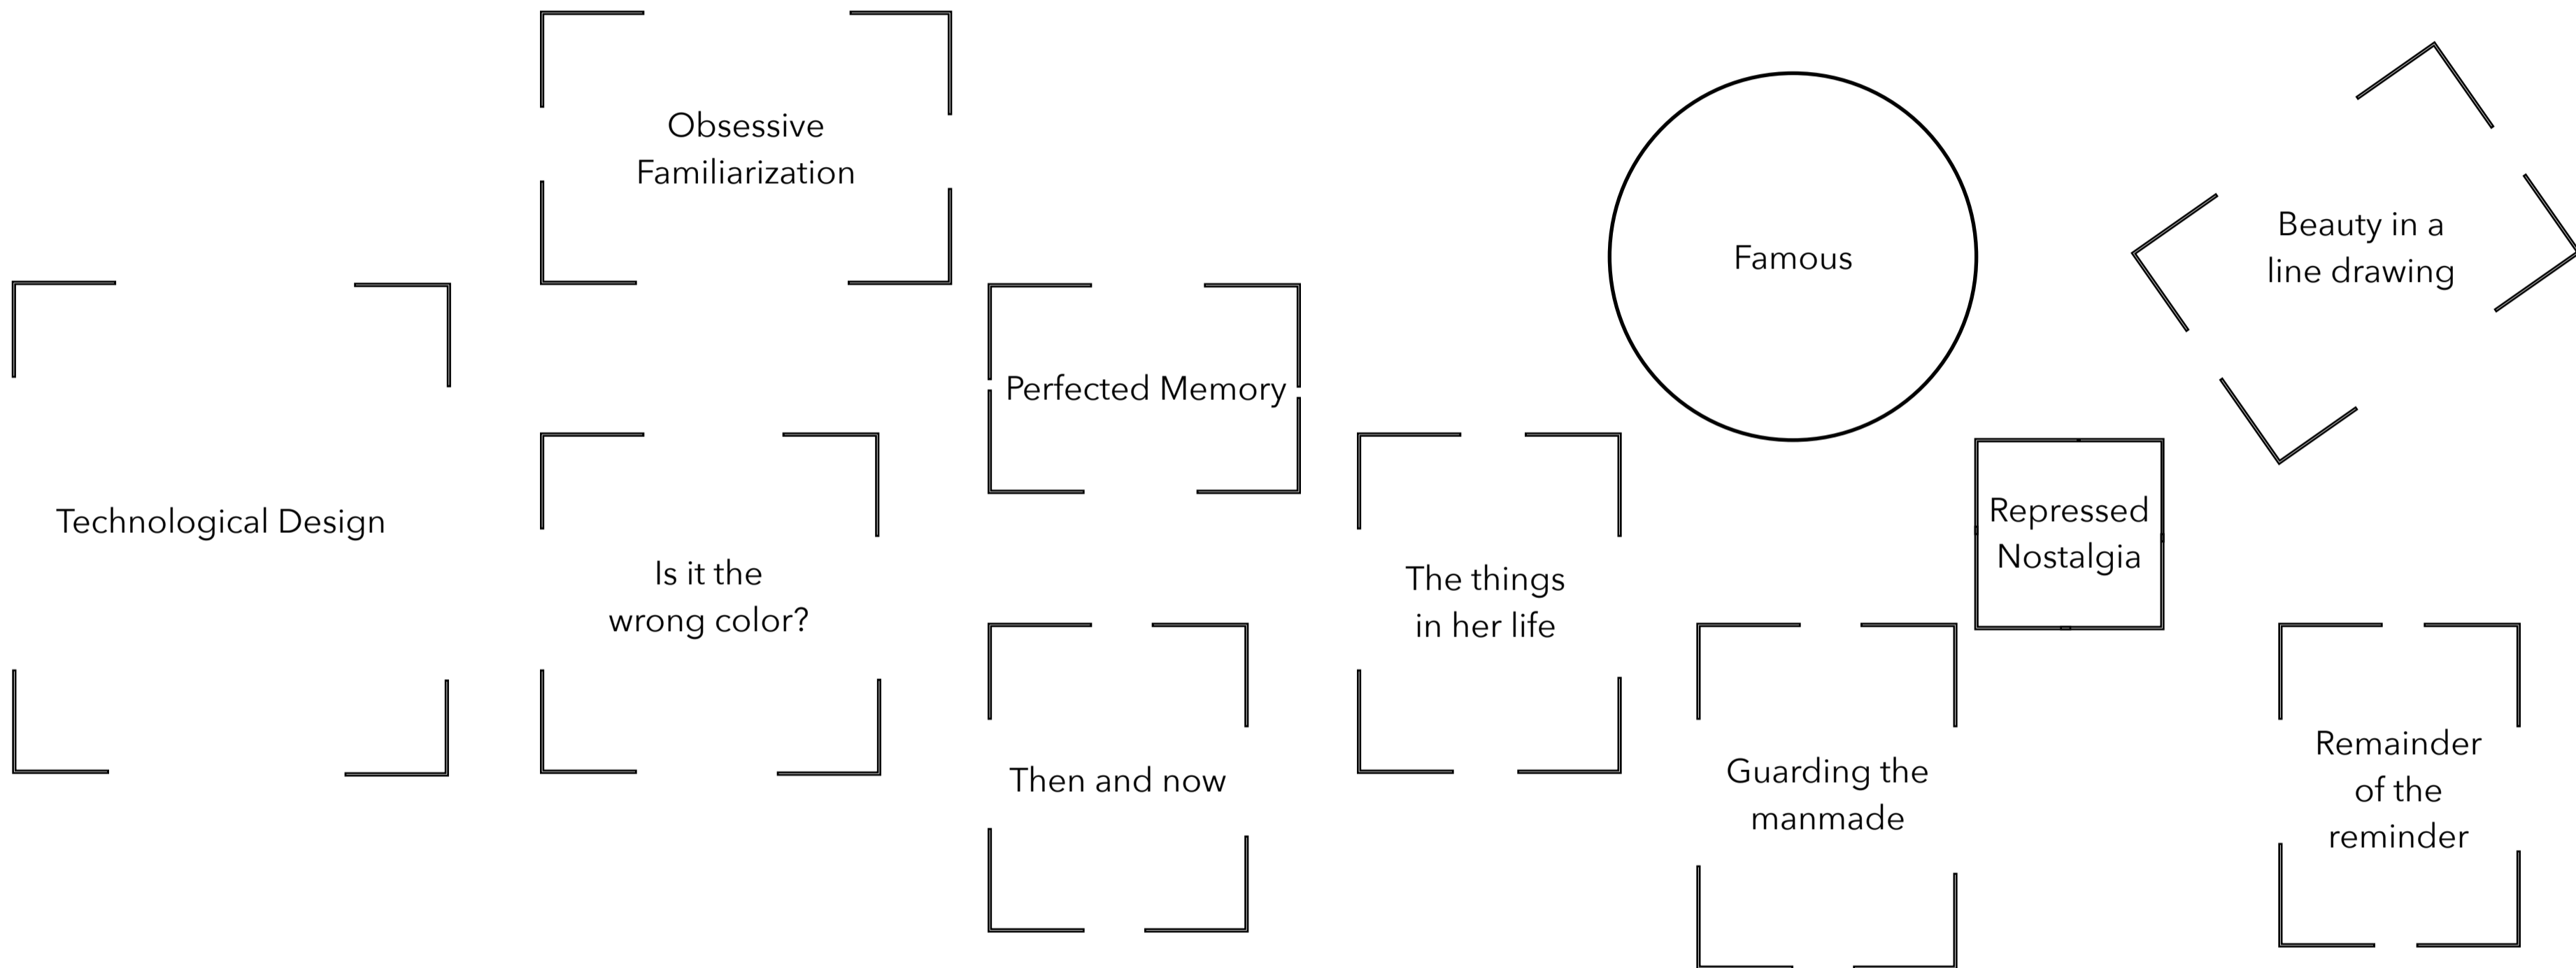 Obsessive
Familiarization
Technological Design
Is it the
wrong color?
Perfected Memory
Then and now
The things
in her life
Famous
Beauty in a
line drawing
Repressed
Nostalgia
Guarding the
manmade
Remainder
of the
reminder